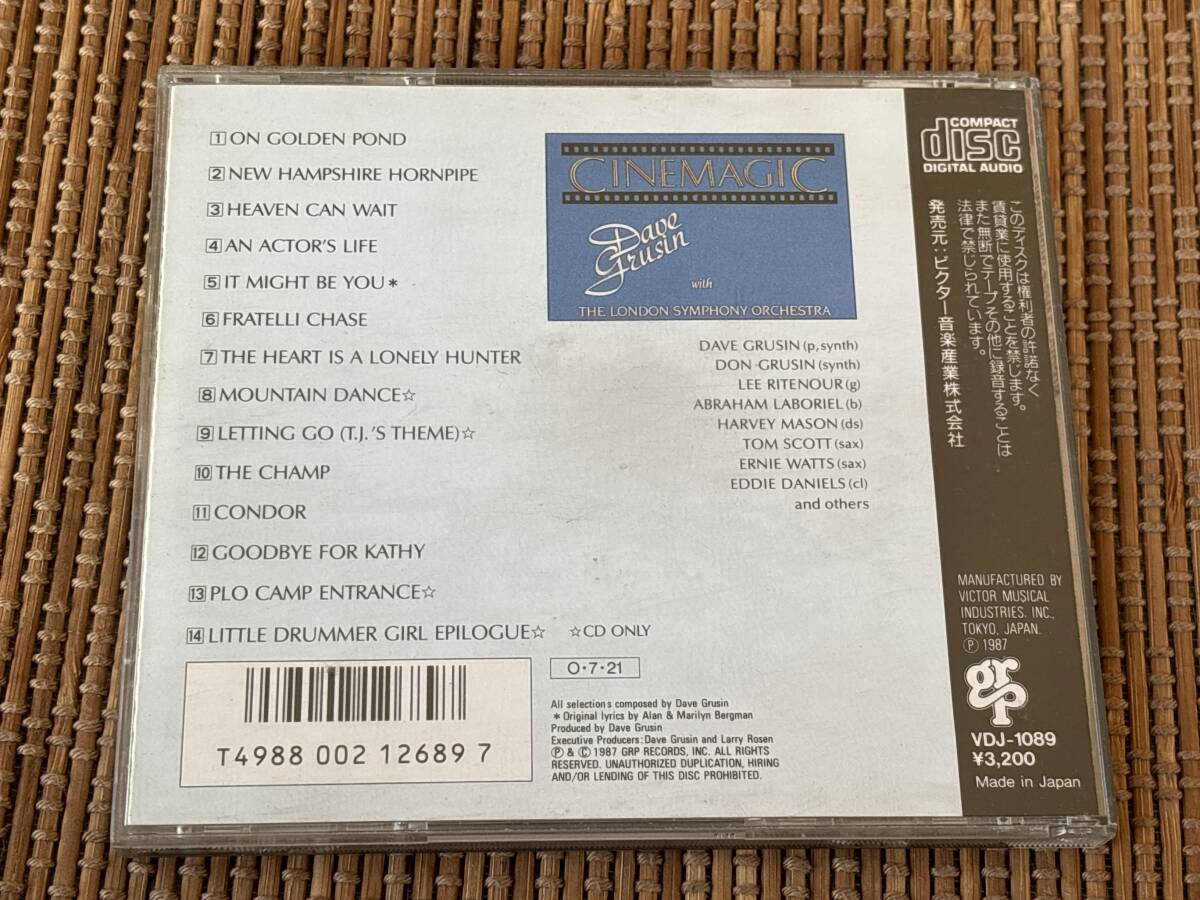 1 ON GOLDEN POND
2 NEW HAMPSHIRE HORNPIPE
3 HEAVEN CAN WAIT
4 AN ACTOR'S LIFE
5 IT MIGHT BE YOU*
6 FRATELLI CHASE
7 THE HEART IS A LONELY HUNTER
8 MOUNTAIN DANCE☆
9 LETTING GO (T.J.'S THEME)☆
10 THE CHAMP
11 CONDOR
12 GOODBYE FOR KATHY
13 PLO CAMP ENTRANCE☆
14 LITTLE DRUMMER GIRL EPILOGUE☆ ☆CD ONLY
T4988 002 12689 7
CINEMAGIC
Dave
Grusin
with
THE LONDON SYMPHONY ORCHESTRA
DAVE GRUSIN (p, synth)
DON GRUSIN (synth)
LEE RITENOUR (g)
ABRAHAM LABORIEL (b)
HARVEY MASON (ds)
TOM SCOTT (sax)
ERNIE WATTS (sax)
EDDIE DANIELS (cl)
and others
O・7・21
All selections composed by Dave Grusin
* Original lyrics by Alan & Marilyn Bergman
Produced by Dave Grusin
Executive Producers: Dave Grusin and Larry Rosen
Ⓟ & © 1987 GRP RECORDS, INC. ALL RIGHTS
RESERVED. UNAUTHORIZED DUPLICATION, HIRING
AND/OR LENDING OF THIS DISC PROHIBITED.
COMPACT
disc
DIGITAL AUDIO
このディスクは権利者の許諾なく
賃貸業に使用することを禁じます。
また無断でテープその他に録音することは
法律で禁じられています。
発売元:ビクター音楽産業株式会社
MANUFACTURED BY
VICTOR MUSICAL
INDUSTRIES. INC.,
TOKYO, JAPAN.
Ⓟ 1987
grp
VDJ-1089
¥3,200
Made in Japan